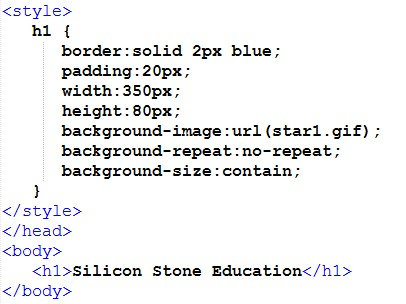 <style>
h1 {
border:solid 2px blue;
padding:20px;
width:350px;
height:80px;
background-image:url(star1.gif);
background-repeat:no-repeat;
background-size:contain;
}
</style>
</head>
<body>
<h1>Silicon Stone Education</h1>
</body>